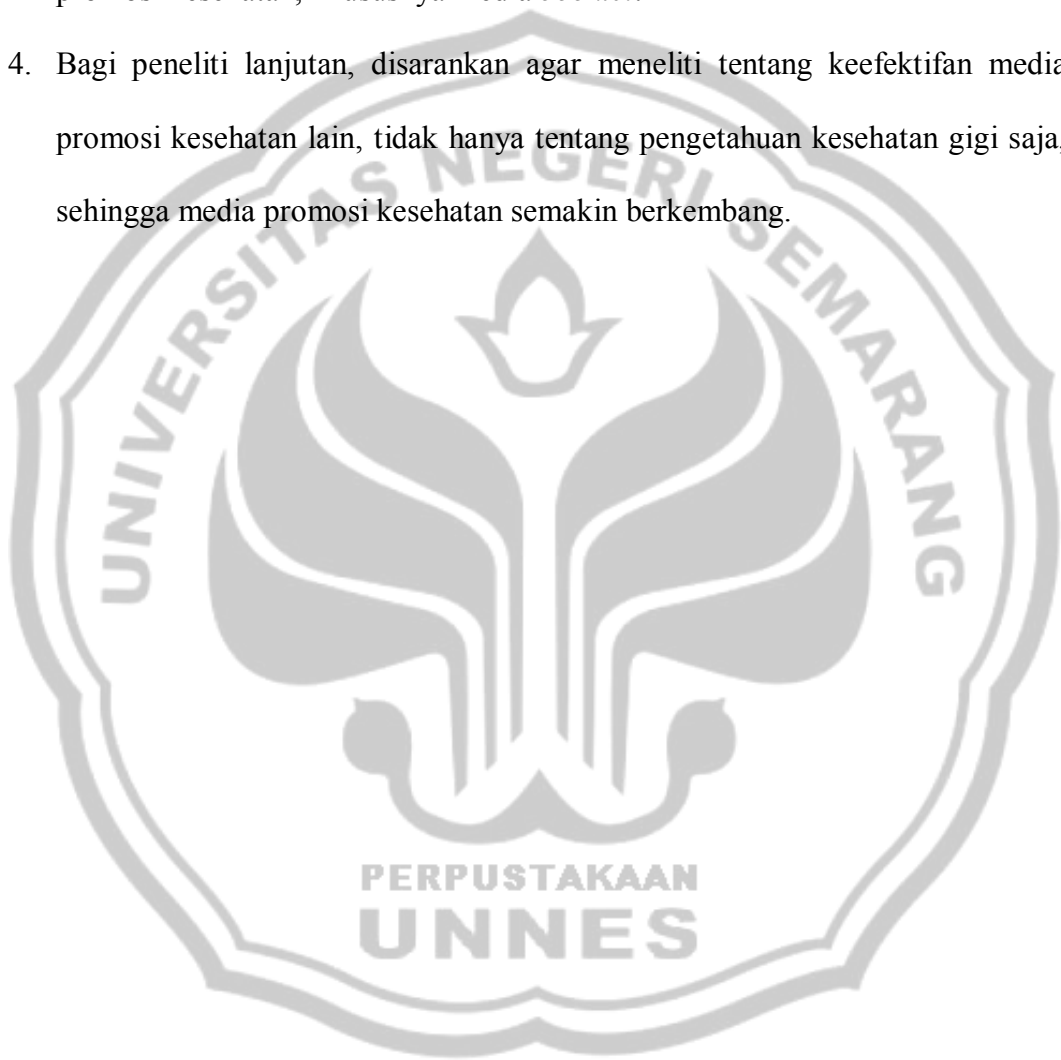 4. Bagi peneliti lanjutan, disarankan agar meneliti tentang keefektifan media
promosi kesehatan lain, tidak hanya tentang pengetahuan kesehatan gigi saja,
sehingga media promosi kesehatan semakin berkembang.
UNIVERSITAS NEGERI SEMARANG
PERPUSTAKAAN
UNNES